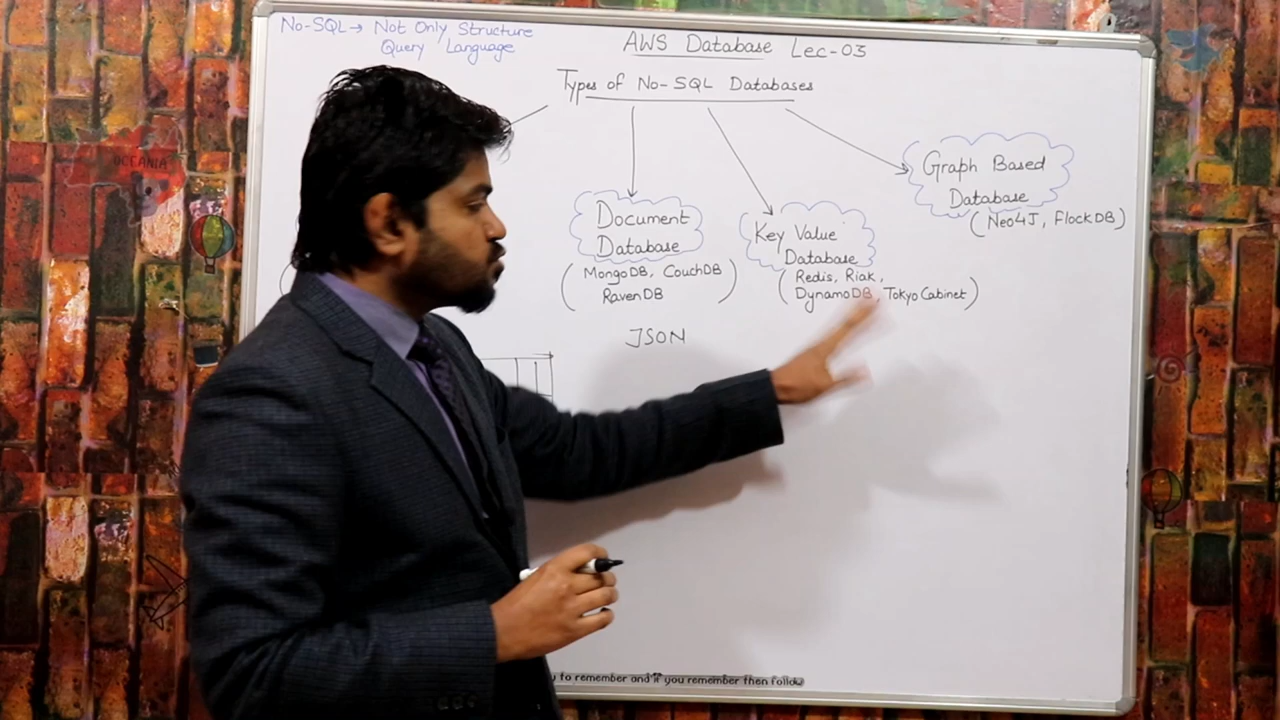 No-SQL → Not Only Structure
Query Language
AWS Database Lec-03
Types of No-SQL Databases
OCEANIA
Graph Based
Database
(Neo4J, FlockDB)
Document
Database
(MongoDB, CouchDB
RavenDB)
Key Value
Database
(Redis, Riak,
DynamoDB, Tokyo Cabinet)
JSON
to remember and if you remember then follow